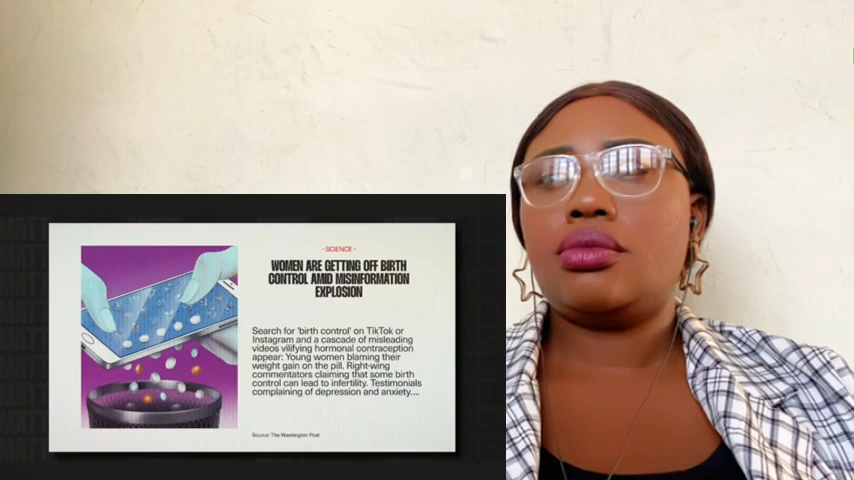 - SCIENCE -
WOMEN ARE GETTING OFF BIRTH
CONTROL AMID MISINFORMATION
EXPLOSION
Search for 'birth control' on TikTok or
Instagram and a cascade of misleading
videos vilifying hormonal contraception
appear: Young women blaming their
weight gain on the pill. Right-wing
commentators claiming that some birth
control can lead to infertility. Testimonials
complaining of depression and anxiety....
Source: The Washington Post